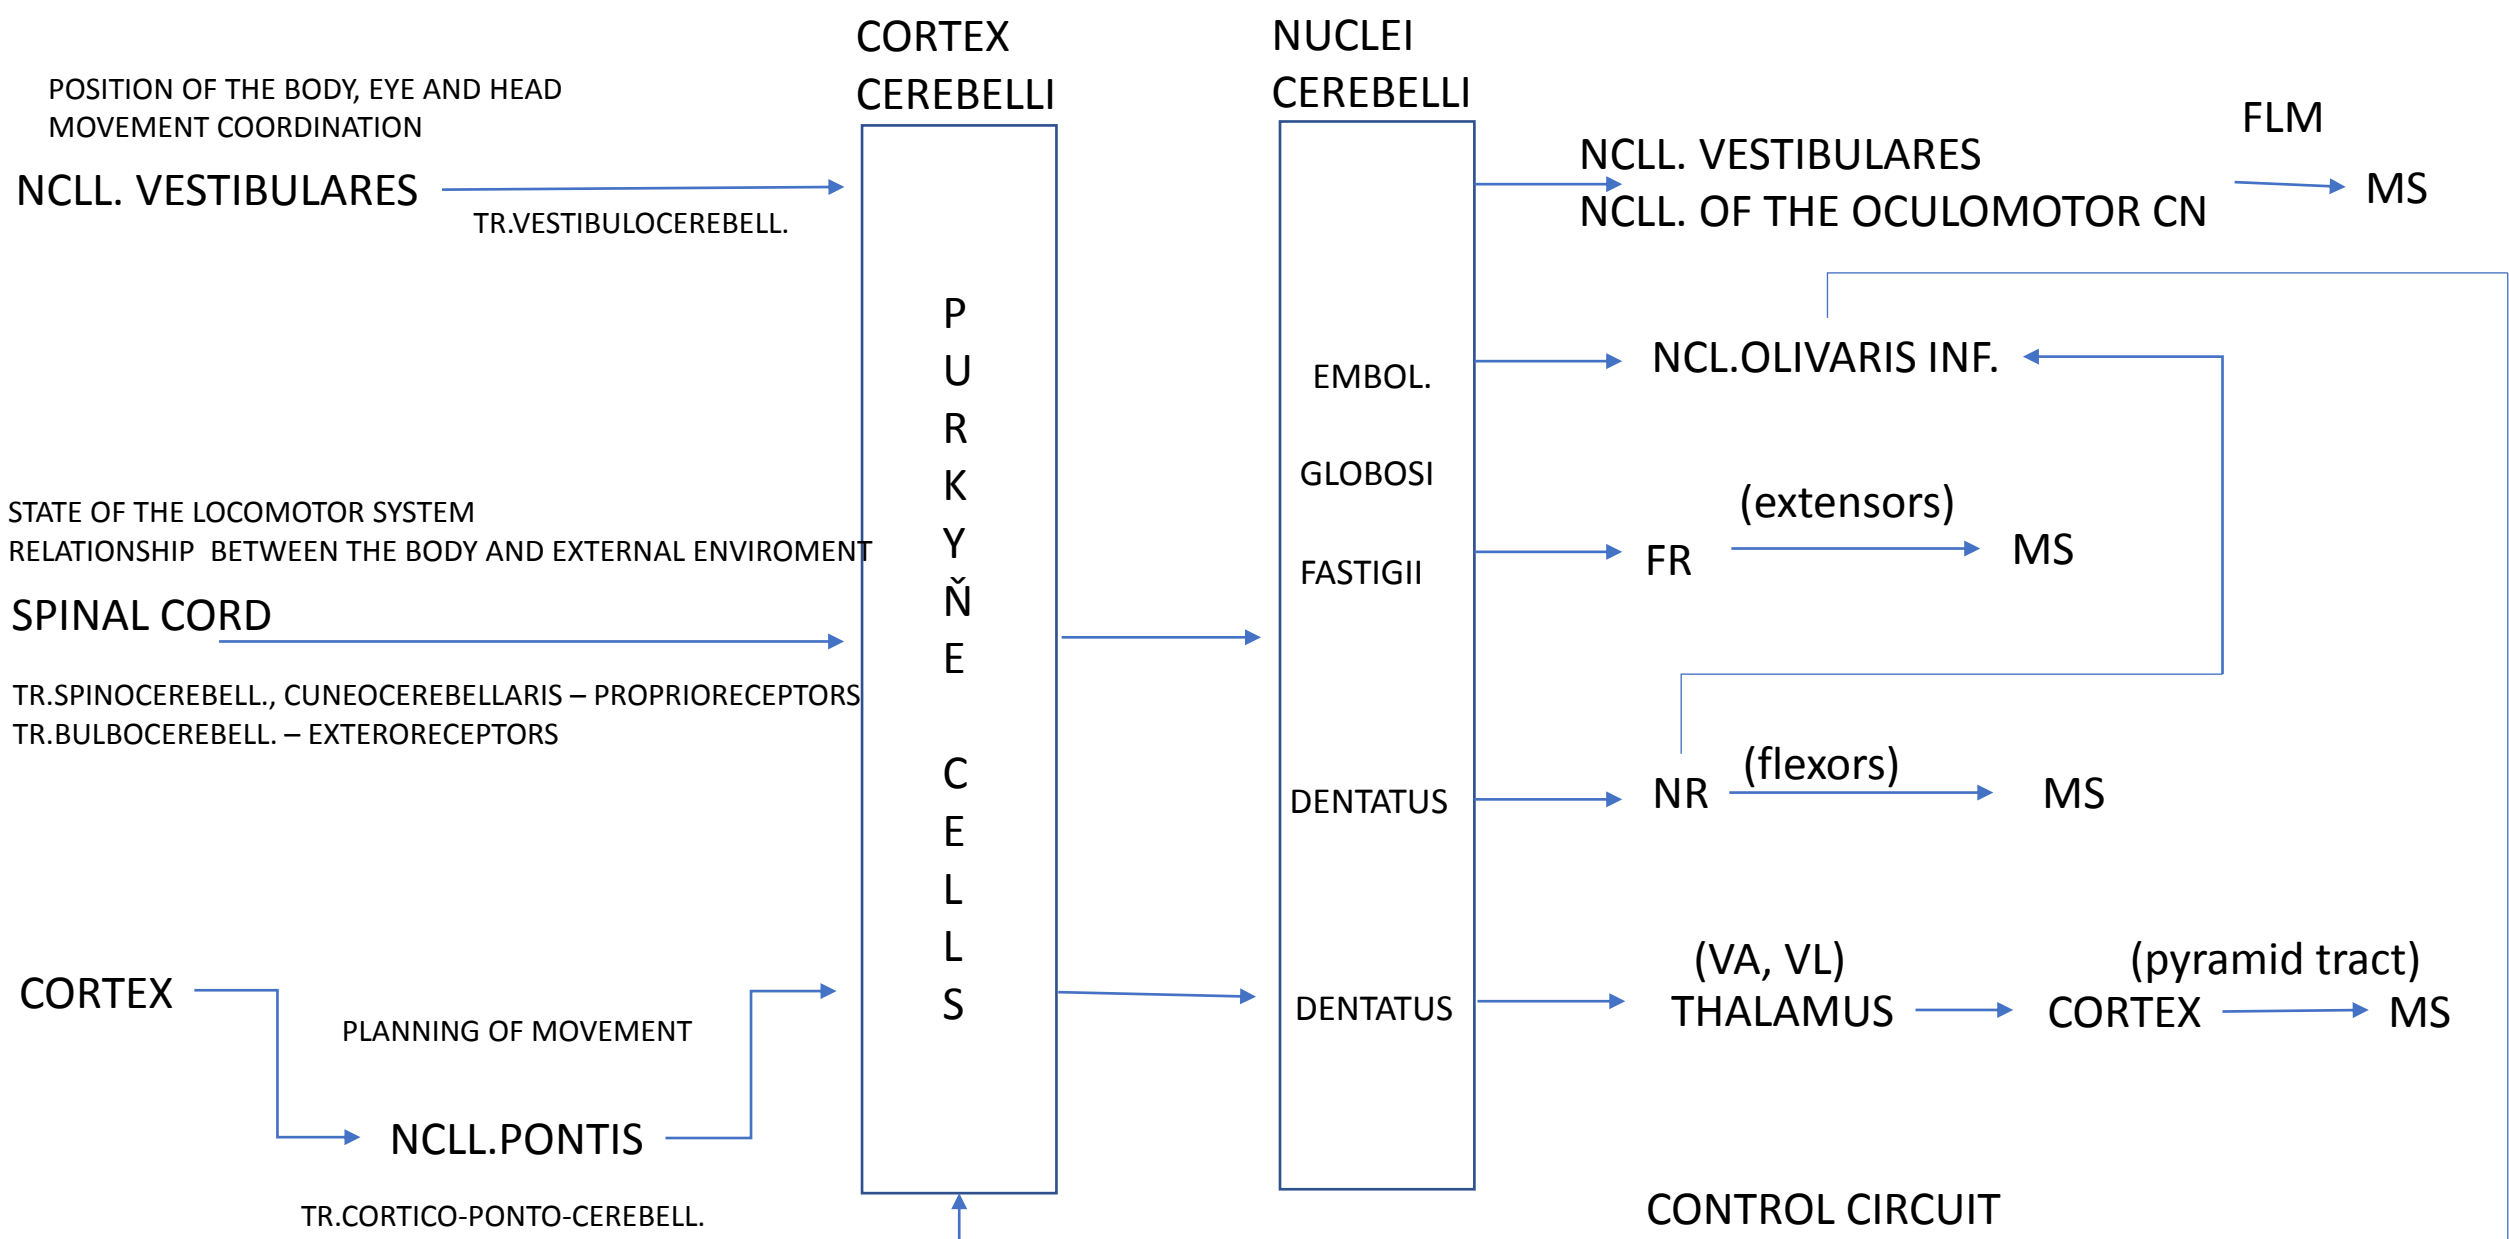 CORTEX
CEREBELLI
NUCLEI
CEREBELLI
POSITION OF THE BODY, EYE AND HEAD
MOVEMENT COORDINATION
NCLL. VESTIBULARES
TR.VESTIBULOCEREBELL.
NCLL. VESTIBULARES
NCLL. OF THE OCULOMOTOR CN
FLM
MS
PURKYŇE CELLS
EMBOL.
NCL.OLIVARIS INF.
GLOBOSI
FASTIGII
FR
(extensors)
MS
STATE OF THE LOCOMOTOR SYSTEM
RELATIONSHIP  BETWEEN THE BODY AND EXTERNAL ENVIROMENT
SPINAL CORD
TR.SPINOCEREBELL., CUNEOCEREBELLARIS – PROPRIORECEPTORS
TR.BULBOCEREBELL. – EXTERORECEPTORS
DENTATUS
NR
(flexors)
MS
CORTEX
PLANNING OF MOVEMENT
NCLL.PONTIS
TR.CORTICO-PONTO-CEREBELL.
DENTATUS
(VA, VL)
THALAMUS
(pyramid tract)
CORTEX
MS
CONTROL CIRCUIT